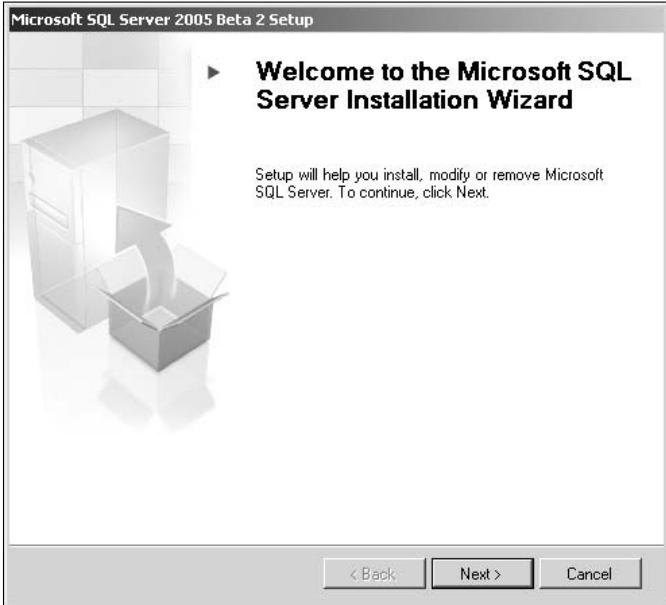 Microsoft SQL Server 2005 Beta 2 Setup
Welcome to the Microsoft SQL
Server Installation Wizard
Setup will help you install, modify or remove Microsoft
SQL Server. To continue, click Next.
< Back
Next >
Cancel